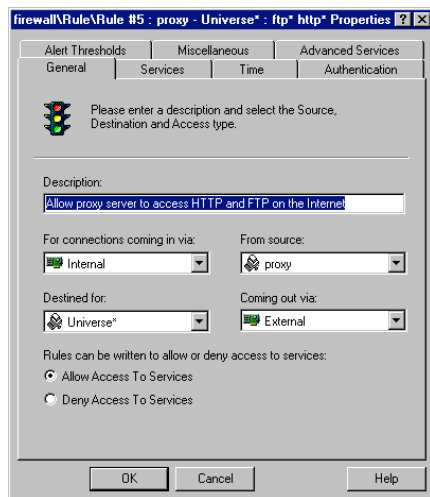 firewall\Rule\Rule #5 : proxy - Universe* : ftp* http* Properties ? X
Alert Thresholds Miscellaneous Advanced Services
General Services Time Authentication
Please enter a description and select the Source,
Destination and Access type.
Description:
Allow proxy server to access HTTP and FTP on the Internet
For connections coming in via: From source:
Internal proxy
Destined for: Coming out via:
Universe* External
Rules can be written to allow or deny access to services:
Allow Access To Services
Deny Access To Services
OK Cancel Help